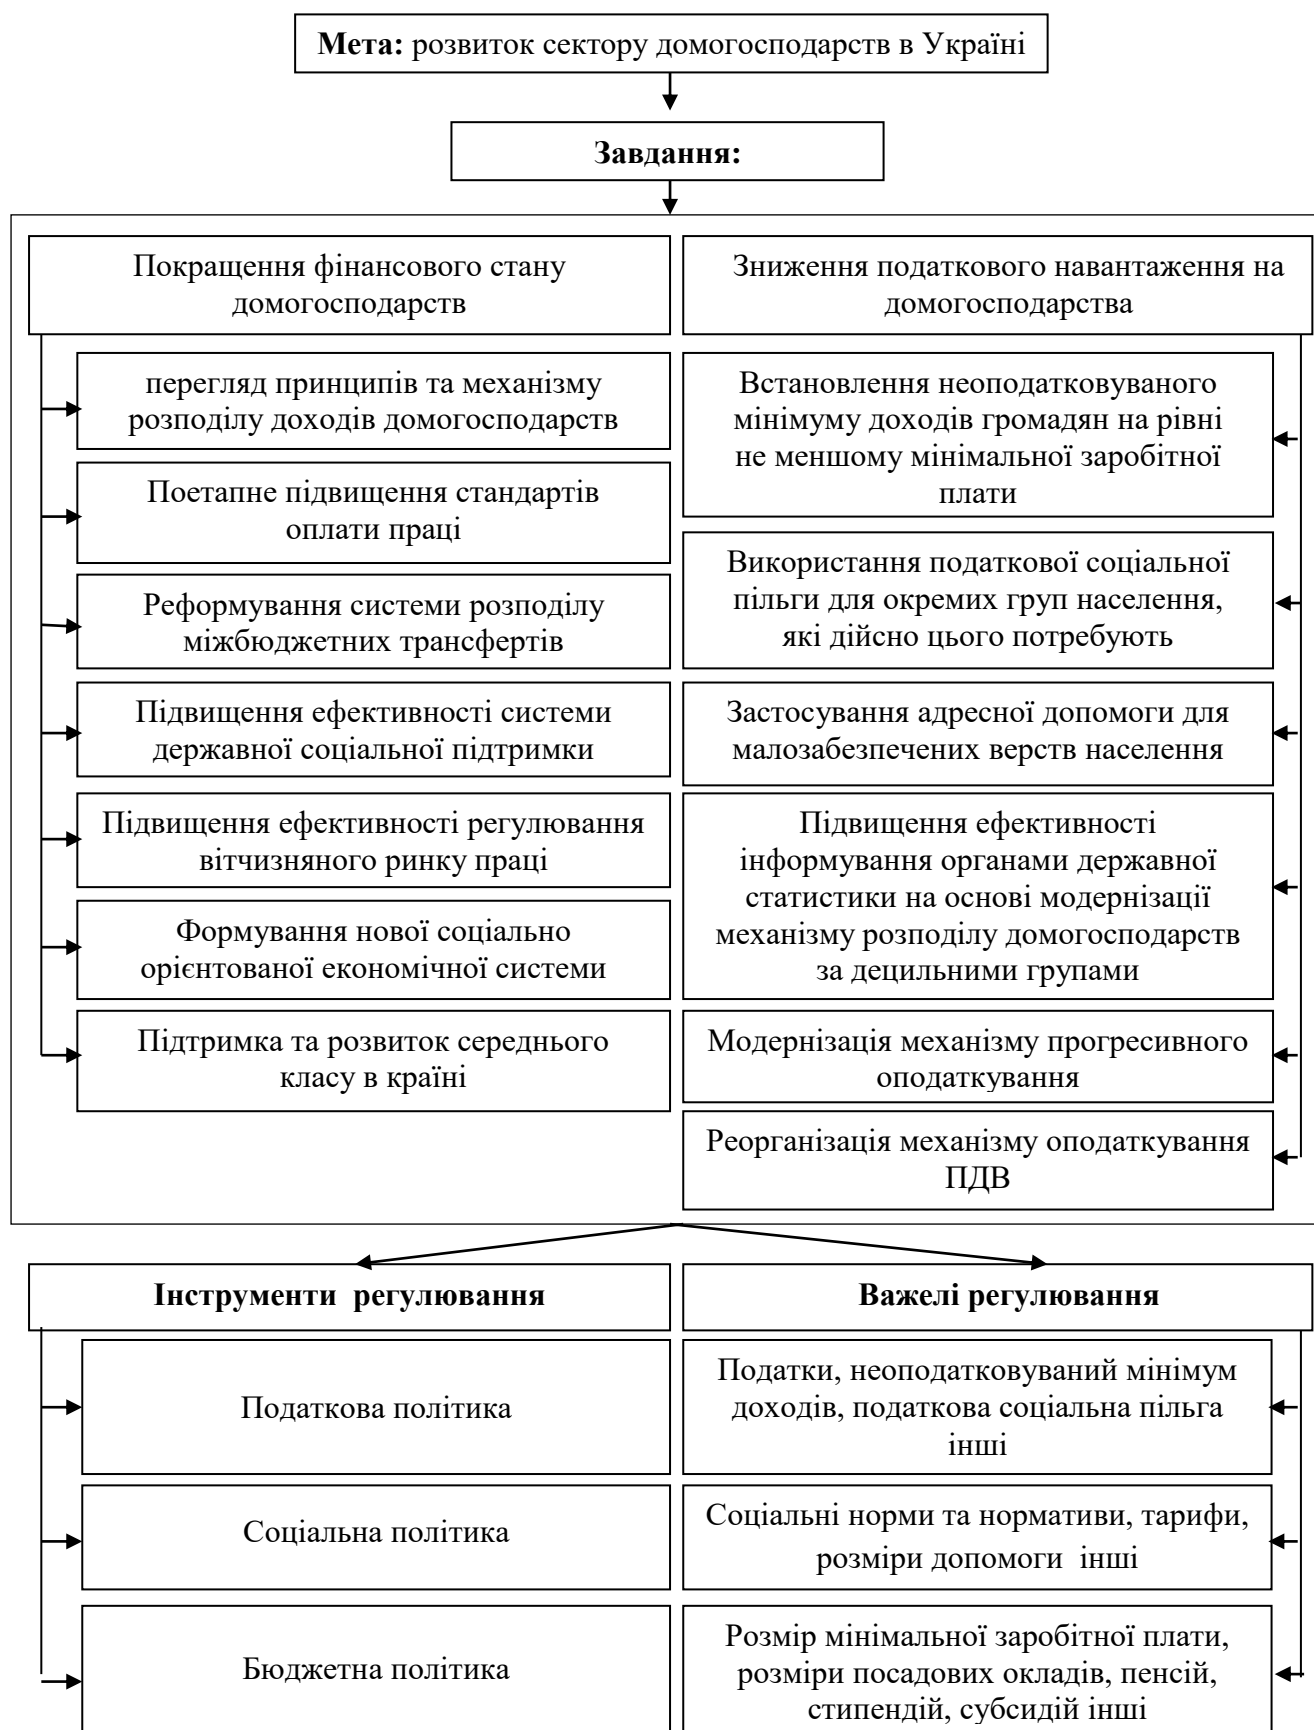 Мета: розвиток сектору домогосподарств в Україні
Завдання:
Покращення фінансового стану
домогосподарств
перегляд принципів та механізму
розподілу доходів домогосподарств
Поетапне підвищення стандартів
оплати праці
Реформування системи розподілу
міжбюджетних трансфертів
Підвищення ефективності системи
державної соціальної підтримки
Підвищення ефективності регулювання
вітчизняного ринку праці
Формування нової соціально
орієнтованої економічної системи
Підтримка та розвиток середнього
класу в країні
Зниження податкового навантаження на
домогосподарства
Встановлення неоподатковуваного
мінімуму доходів громадян на рівні
не меншому мінімальної заробітної
плати
Використання податкової соціальної
пільги для окремих груп населення,
які дійсно цього потребують
Застосування адресної допомоги для
малозабезпечених верств населення
Підвищення ефективності
інформування органами державної
статистики на основі модернізації
механізму розподілу домогосподарств
за децильними групами
Модернізація механізму прогресивного
оподаткування
Реорганізація механізму оподаткування
ПДВ
Інструменти регулювання
Податкова політика
Соціальна політика
Бюджетна політика
Важелі регулювання
Податки, неоподатковуваний мінімум
доходів, податкова соціальна пільга
інші
Соціальні норми та нормативи, тарифи,
розміри допомоги інші
Розмір мінімальної заробітної плати,
розміри посадових окладів, пенсій,
стипендій, субсидій інші